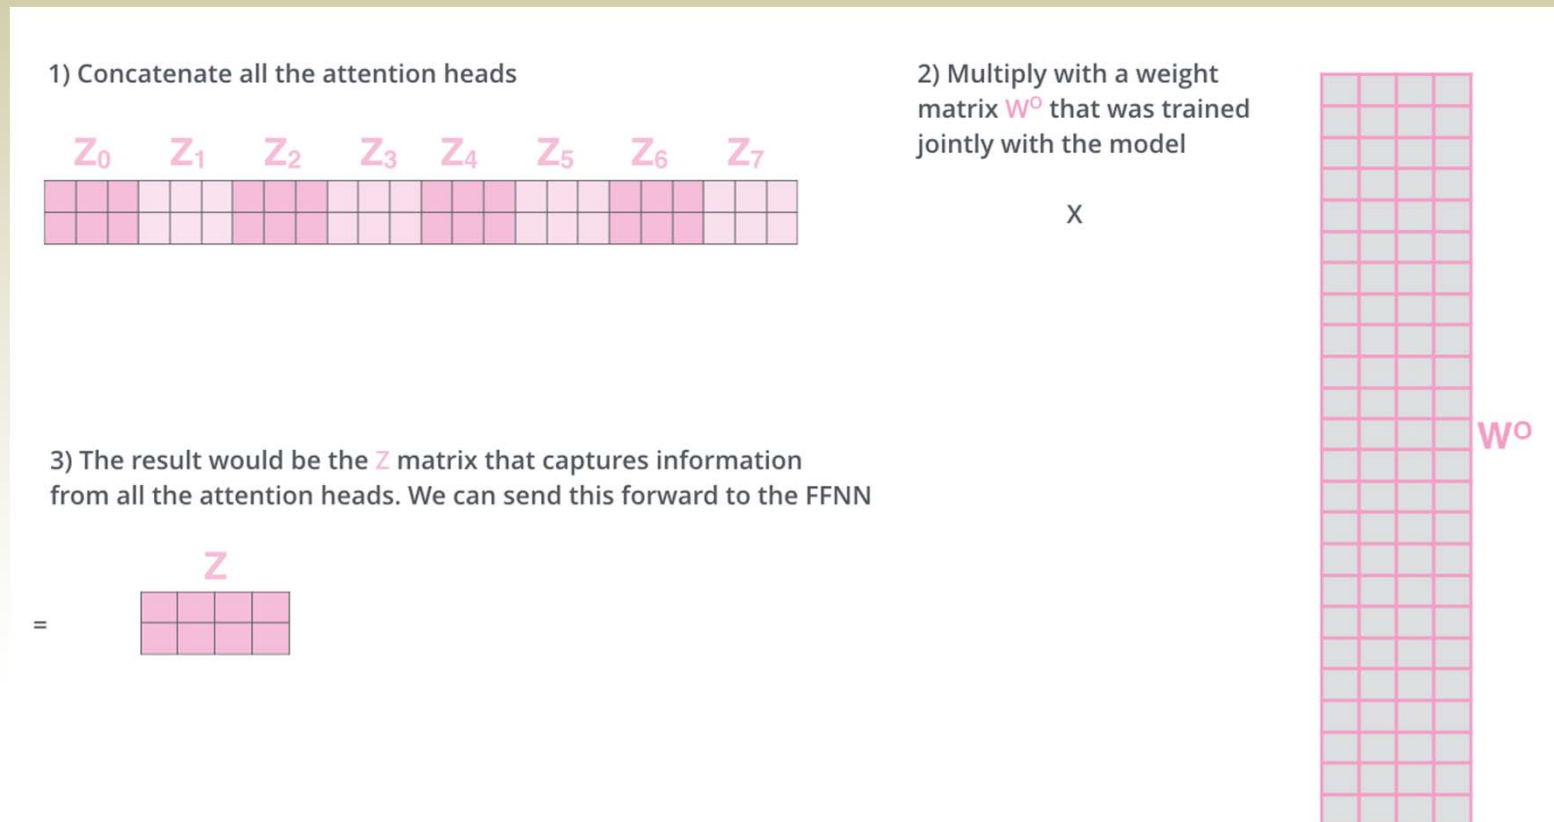 1) Concatenate all the attention heads
Z0 Z1 Z2 Z3 Z4 Z5 Z6 Z7
2) Multiply with a weight
matrix W^O that was trained
jointly with the model
X
W^O
3) The result would be the Z matrix that captures information
from all the attention heads. We can send this forward to the FFNN
Z
=